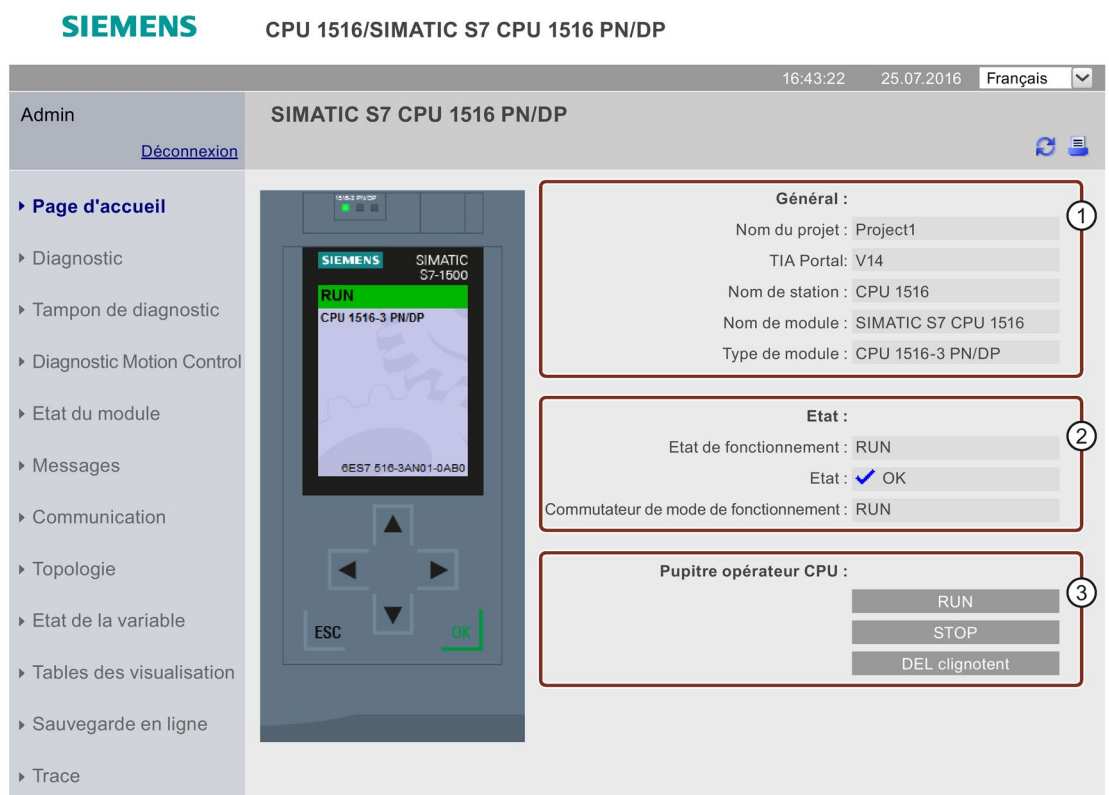 SIEMENS
CPU 1516/SIMATIC S7 CPU 1516 PN/DP
16:43:22 25.07.2016 Français
Admin
Déconnexion
SIMATIC S7 CPU 1516 PN/DP
Page d'accueil
Diagnostic
Tampon de diagnostic
Diagnostic Motion Control
Etat du module
Messages
Communication
Topologie
Etat de la variable
Tables des visualisation
Sauvegarde en ligne
Trace
1516-3 PN/DP
SIEMENS
SIMATIC
S7-1500
RUN
CPU 1516-3 PN/DP
6ES7 516-3AN01-0AB0
ESC
OK
Général :
Nom du projet : Project1
TIA Portal: V14
Nom de station : CPU 1516
Nom de module : SIMATIC S7 CPU 1516
Type de module : CPU 1516-3 PN/DP
1
Etat :
Etat de fonctionnement : RUN
Etat : OK
Commutateur de mode de fonctionnement : RUN
2
Pupitre opérateur CPU :
RUN
STOP
DEL clignotent
3